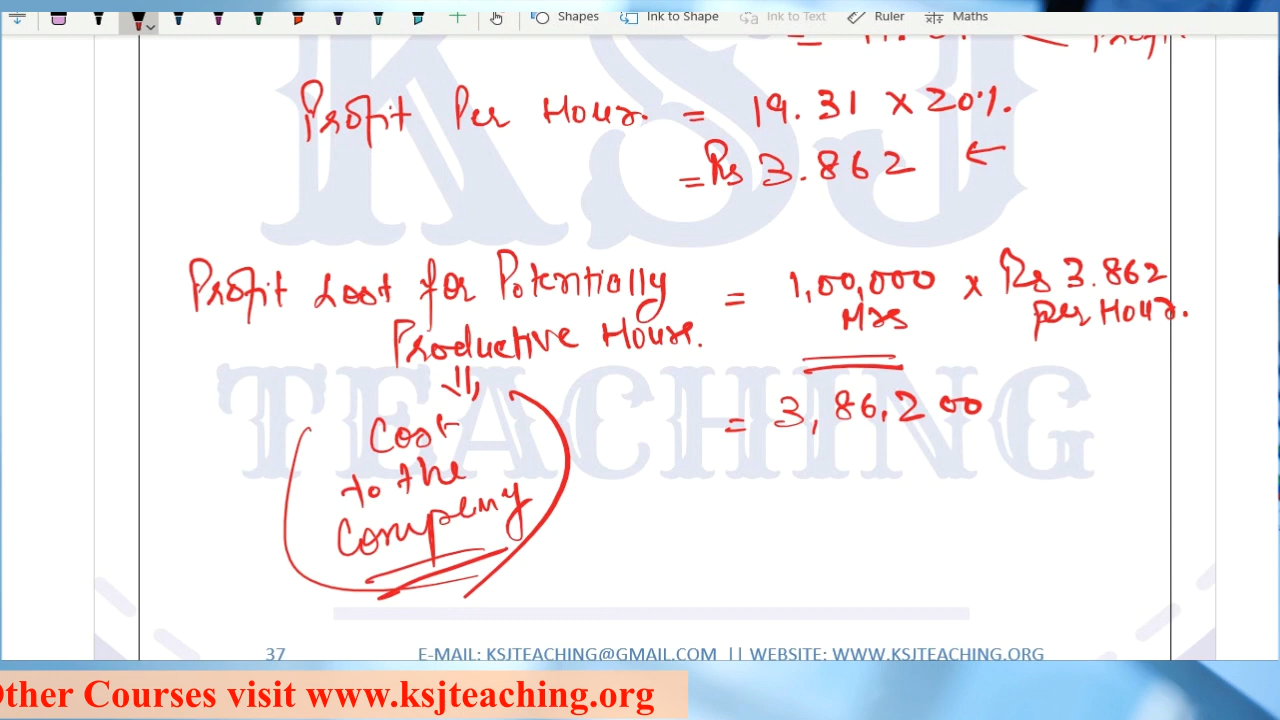 Shapes Ink to Shape Ink to Text Ruler Maths
Profit Per Hour = 19.31 x 20%.
= Rs 3.862 ←
Profit Lost for Potentially = 1,00,000 x Rs 3.862
Productive Hours. Hrs per Hour.
= 3,86,200
Cost
to the
Company
KSJ
TEACHING
37 E-MAIL: KSJTEACHING@GMAIL.COM || WEBSITE: WWW.KSJTEACHING.ORG
Other Courses visit www.ksjteaching.org